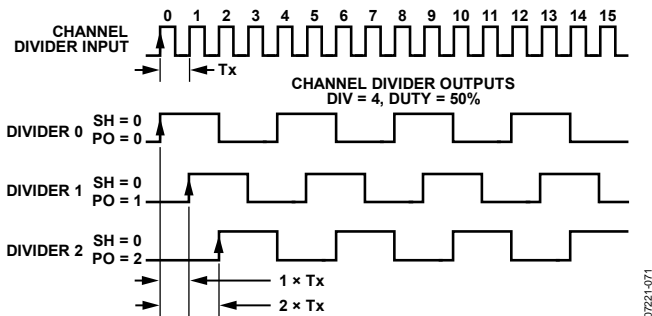 0 1 2 3 4 5 6 7 8 9 10 11 12 13 14 15
CHANNEL
DIVIDER INPUT
Tx
CHANNEL DIVIDER OUTPUTS
DIV = 4, DUTY = 50%
DIVIDER 0
SH = 0
PO = 0
DIVIDER 1
SH = 0
PO = 1
DIVIDER 2
SH = 0
PO = 2
1 × Tx
2 × Tx
07221-071